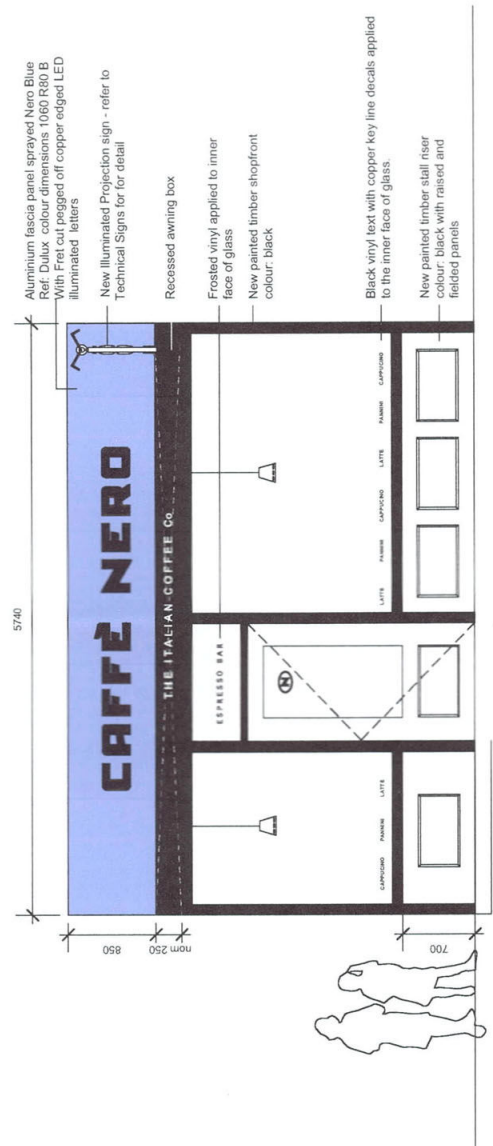 Aluminium fascia panel sprayed Nero Blue
Ref: Dulux colour dimensions 1060 R80 B
With Fret cut pegged off copper edged LED
illuminated letters
New Illuminated Projection sign - refer to
Technical Signs for for detail
Recessed awning box
Frosted vinyl applied to inner
face of glass
New painted timber shopfront
colour: black
Black vinyl text with copper key line decals applied
to the inner face of glass.
New painted timber stall riser
colour: black with raised and
fielded panels
5740
850
nom 250
700
CAFFÈ NERO
THE ITALIAN COFFEE Co
ESPRESSO BAR
N
CAPPUCINO PANNINI LATTE
LATTE PANNINI CAPPUCINO LATTE PANNINI CAPPUCINO